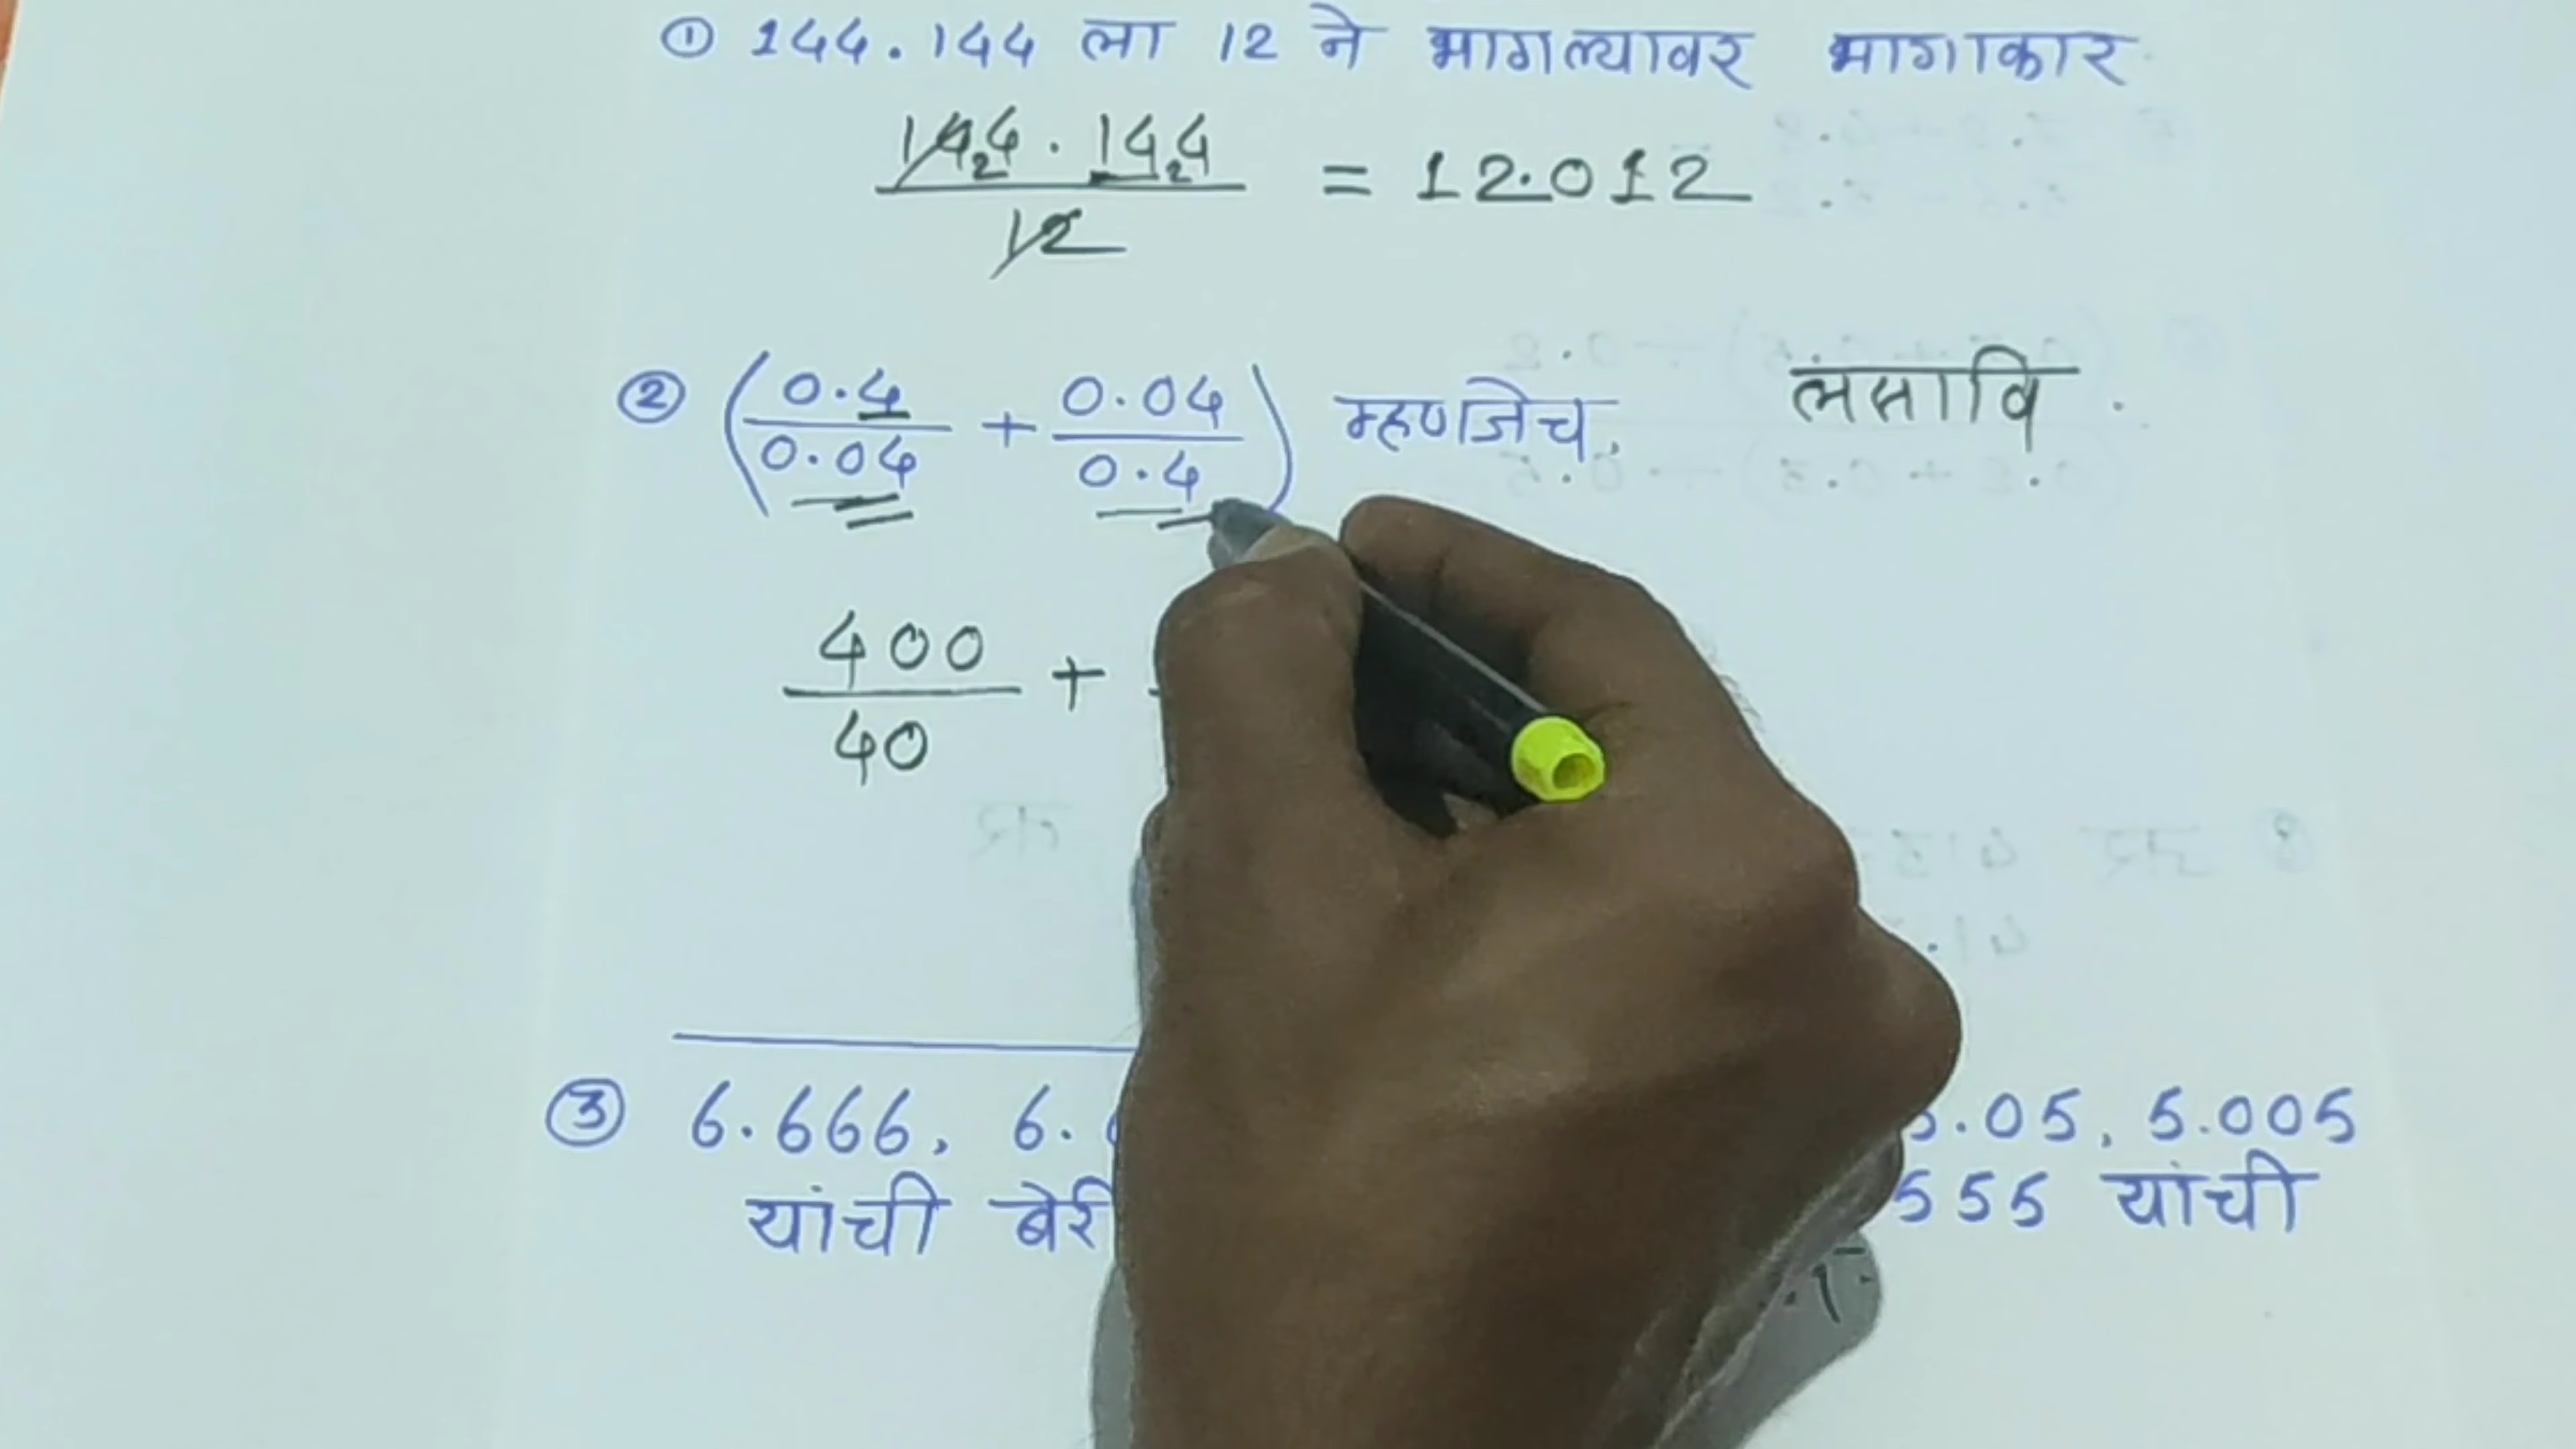 ① 144.144 ला 12 ने भागल्यावर भागाकार
144.144 / 12 = 12.012
② (0.4/0.04 + 0.04/0.4) म्हणजेच, लसावि.
400/40 +
③ 6.666, 6. .05, 5.005
यांची बेरी 555 यांची